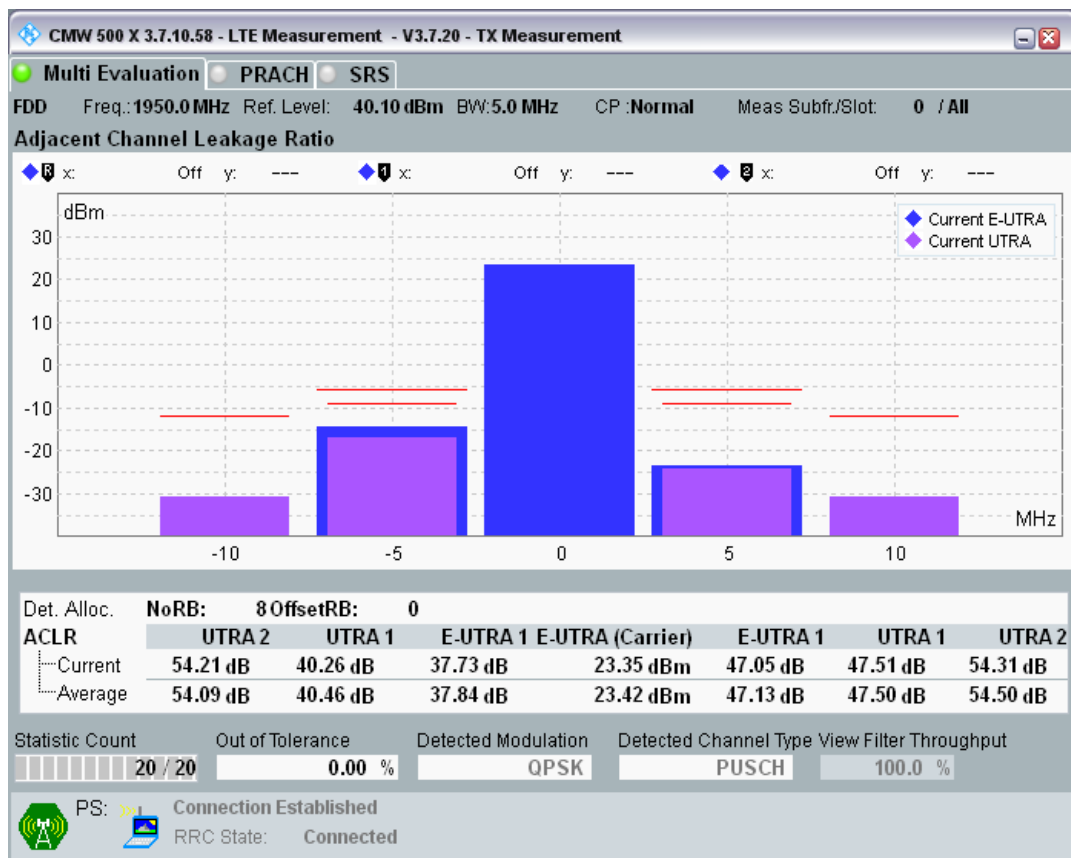 CMW 500 X 3.7.10.58 - LTE Measurement - V3.7.20 - TX Measurement
Multi Evaluation PRACH SRS
FDD Freq.:1950.0 MHz Ref. Level: 40.10 dBm BW:5.0 MHz CP :Normal Meas Subfr./Slot: 0 / All
Adjacent Channel Leakage Ratio
R x: Off y: --- 1 x: Off y: --- 2 x: Off y: ---
dBm
Current E-UTRA
Current UTRA
30
20
10
0
-10
-20
-30
MHz
-10 -5 0 5 10
Det. Alloc. NoRB: 8 OffsetRB: 0
ACLR UTRA 2 UTRA 1 E-UTRA 1 E-UTRA (Carrier) E-UTRA 1 UTRA 1 UTRA 2
Current 54.21 dB 40.26 dB 37.73 dB 23.35 dBm 47.05 dB 47.51 dB 54.31 dB
Average 54.09 dB 40.46 dB 37.84 dB 23.42 dBm 47.13 dB 47.50 dB 54.50 dB
Statistic Count Out of Tolerance Detected Modulation Detected Channel Type View Filter Throughput
20 / 20 0.00 % QPSK PUSCH 100.0 %
PS: Connection Established
RRC State: Connected